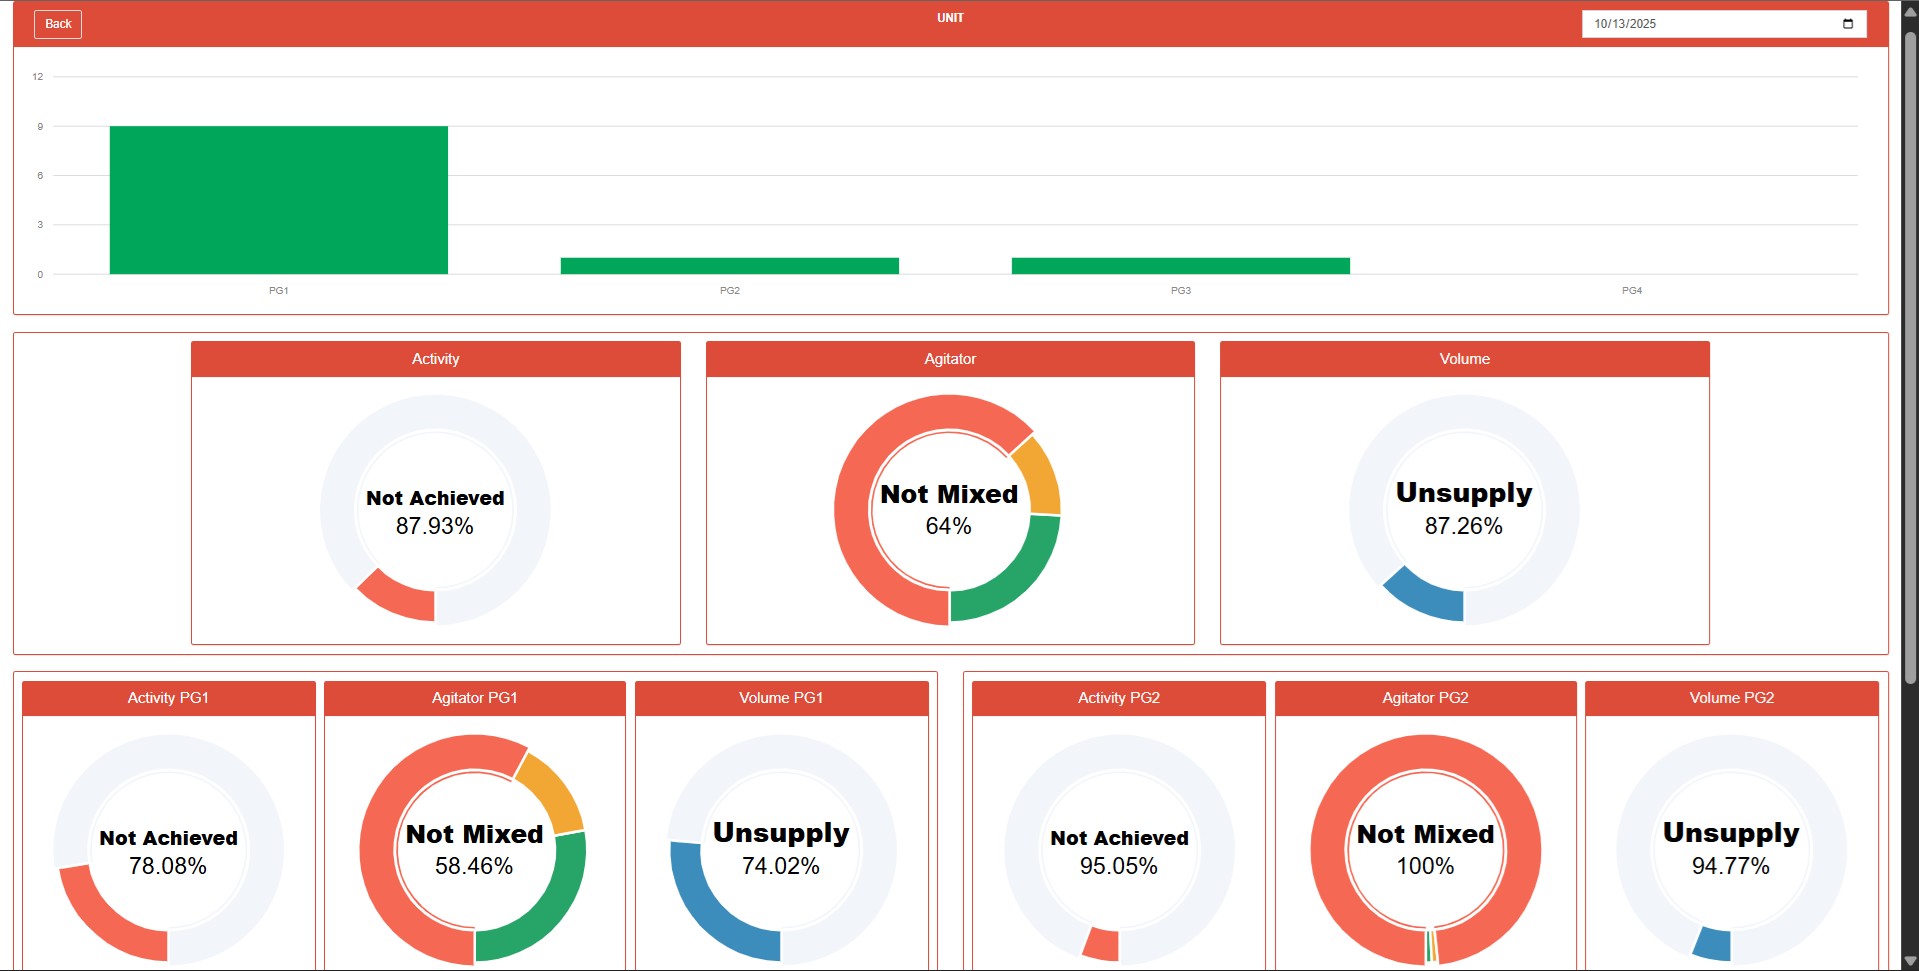 Back
UNIT
10/13/2025
12
9
6
3
0
PG1
PG2
PG3
PG4
Activity
Not Achieved
87.93%
Agitator
Not Mixed
64%
Volume
Unsupply
87.26%
Activity PG1
Not Achieved
78.08%
Agitator PG1
Not Mixed
58.46%
Volume PG1
Unsupply
74.02%
Activity PG2
Not Achieved
95.05%
Agitator PG2
Not Mixed
100%
Volume PG2
Unsupply
94.77%